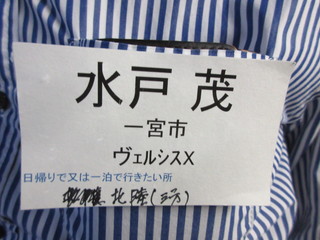 水戸 茂
一宮市
ヴェルシスX
日帰りで又は一泊で行きたい所
北陸(三方)